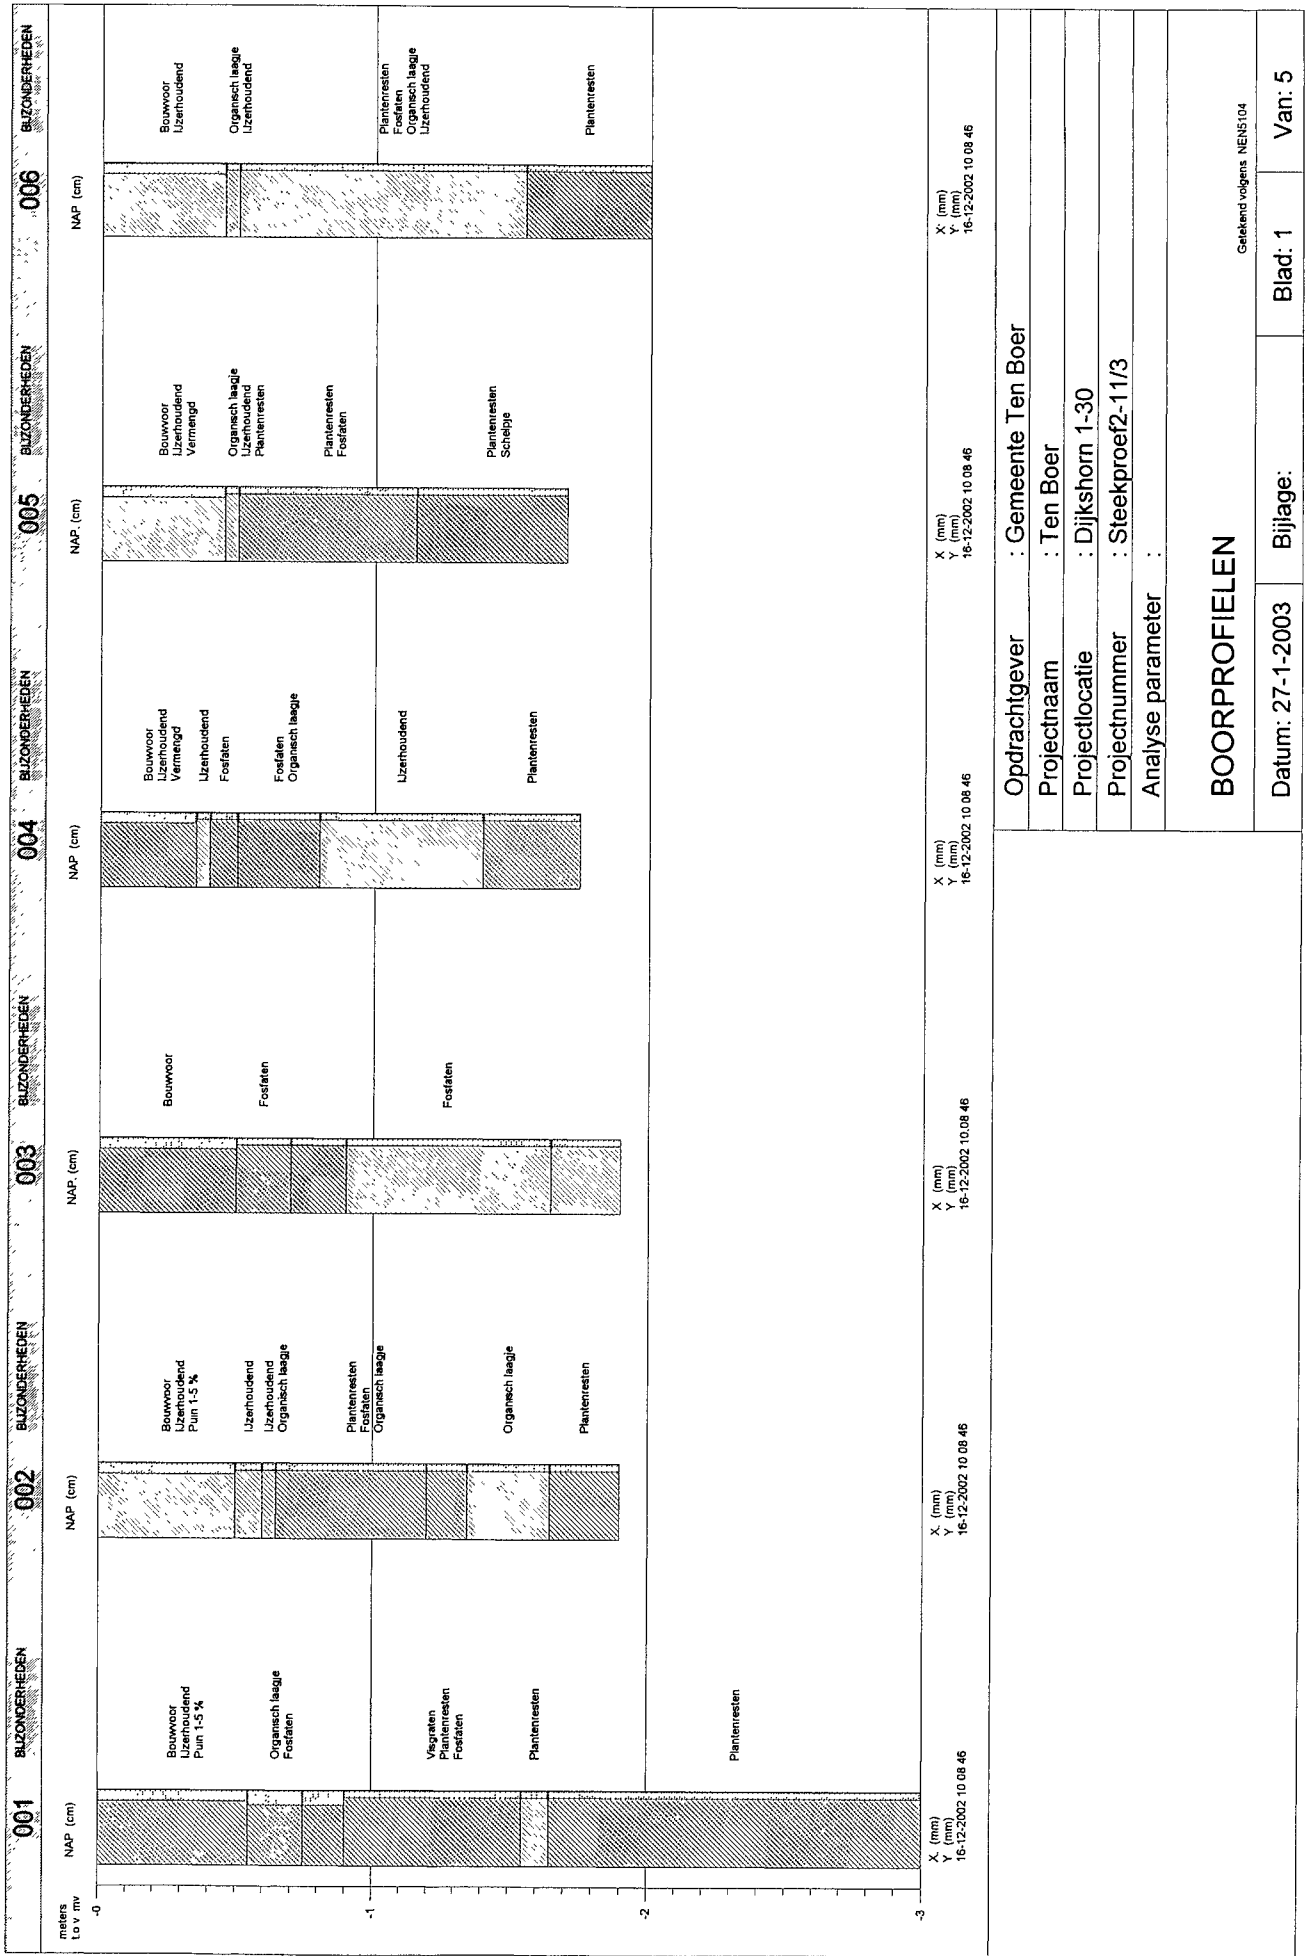 001 BIJZONDERHEDEN 002 BIJZONDERHEDEN 003 BIJZONDERHEDEN 004 BIJZONDERHEDEN 005 BIJZONDERHEDEN 006 BIJZONDERHEDEN
meters
t.o.v. mv
-0
-1
-2
-3
NAP (cm)
Bouwvoor
IJzerhoudend
Puin 1-5 %
Organisch laagje
Fosfaten
Visgraten
Plantenresten
Fosfaten
Plantenresten
Plantenresten
X. (mm)
Y (mm)
16-12-2002 10 08 46
NAP (cm)
Bouwvoor
IJzerhoudend
Puin 1-5 %
IJzerhoudend
IJzerhoudend
Organisch laagje
Plantenresten
Fosfaten
Organisch laagje
Organisch laagje
Plantenresten
X. (mm)
Y (mm)
16-12-2002 10 08 46
NAP. (cm)
Bouwvoor
Fosfaten
Fosfaten
X (mm)
Y (mm)
16-12-2002 10.08 46
NAP (cm)
Bouwvoor
IJzerhoudend
Vermengd
IJzerhoudend
Fosfaten
Fosfaten
Organisch laagje
IJzerhoudend
Plantenresten
X (mm)
Y (mm)
16-12-2002 10 08 46
NAP. (cm)
Bouwvoor
IJzerhoudend
Vermengd
Organisch laagje
IJzerhoudend
Plantenresten
Plantenresten
Fosfaten
Plantenresten
Schelpje
X (mm)
Y (mm)
16-12-2002 10 08 46
NAP (cm)
Bouwvoor
IJzerhoudend
Organisch laagje
IJzerhoudend
Plantenresten
Fosfaten
Organisch laagje
IJzerhoudend
Plantenresten
X. (mm)
Y. (mm)
16-12-2002 10 08 46
Opdrachtgever : Gemeente Ten Boer
Projectnaam : Ten Boer
Projectlocatie : Dijkshorn 1-30
Projectnummer : Steekproef2-11/3
Analyse parameter :
BOORPROFIELEN
Getekend volgens NEN5104
Datum: 27-1-2003 Bijlage: Blad: 1 Van: 5